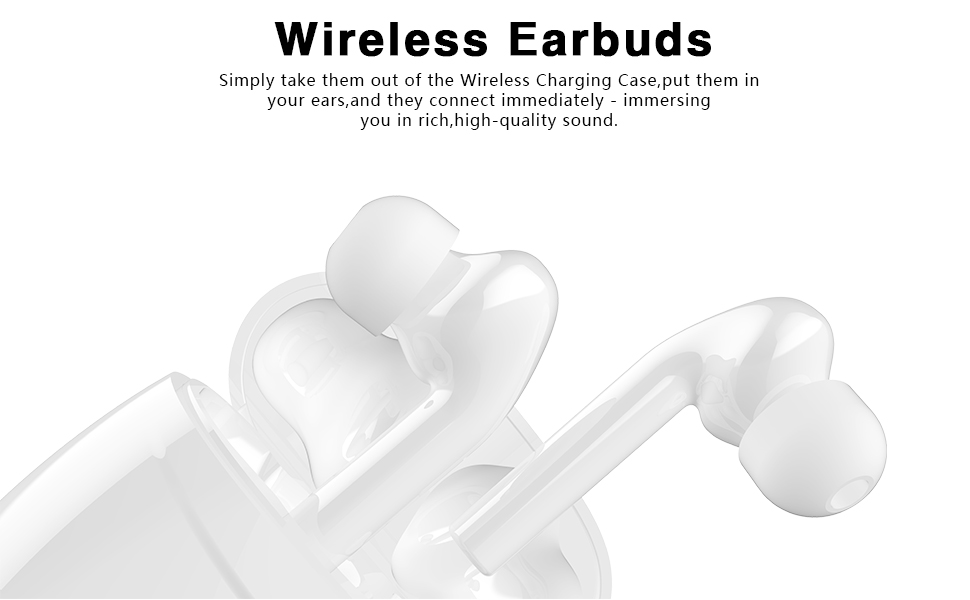 Wireless Earbuds
Simply take them out of the Wireless Charging Case,put them in
your ears,and they connect immediately - immersing
you in rich,high-quality sound.